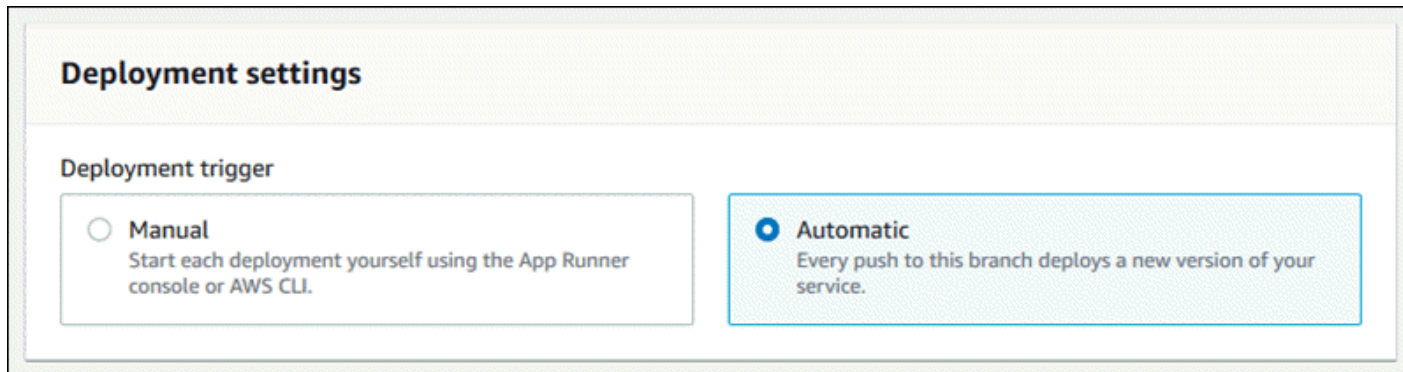 Deployment settings
Deployment trigger
Manual
Start each deployment yourself using the App Runner
console or AWS CLI.
Automatic
Every push to this branch deploys a new version of your
service.